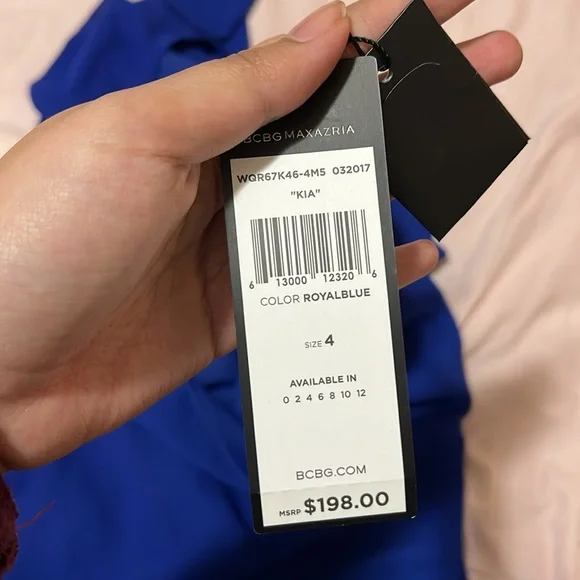 BCBGMAXAZRIA
WQR67K46-4M5 032017
"KIA"
6 13000 12320 6
COLOR ROYALBLUE
SIZE 4
AVAILABLE IN
0 2 4 6 8 10 12
BCBG.COM
MSRP $198.00